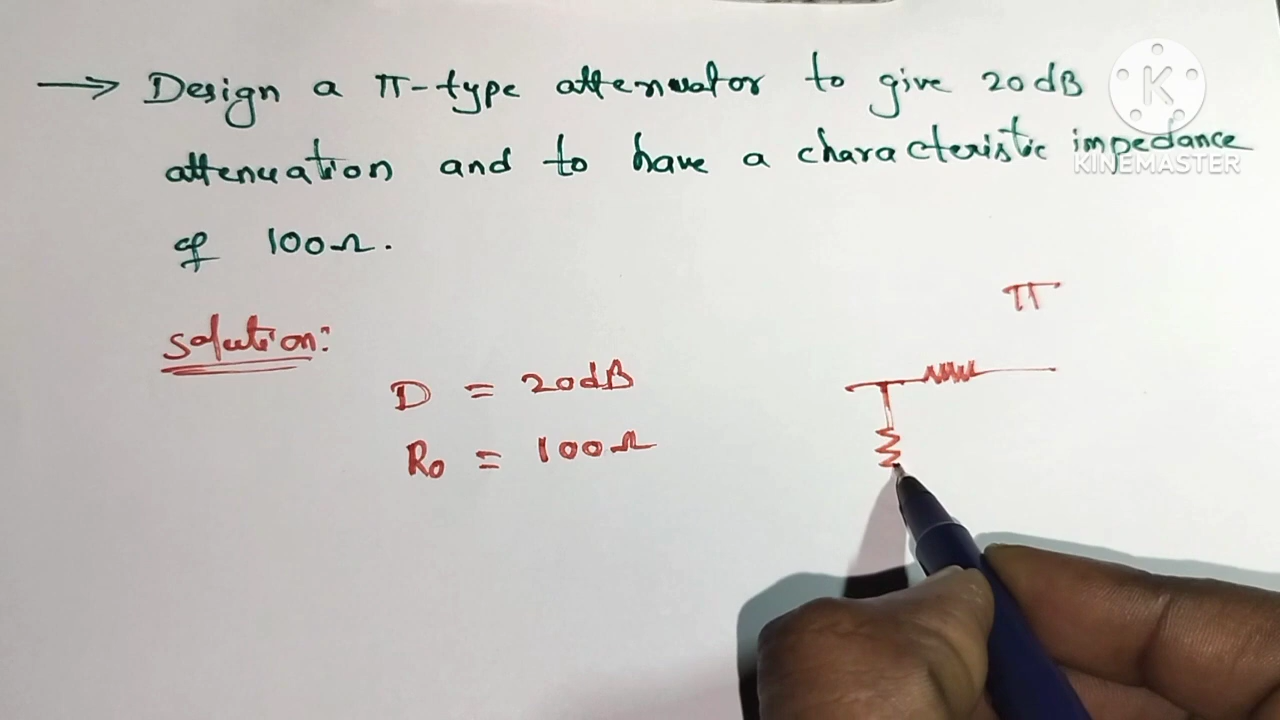 → Design a π-type attenuator to give 20dB
attenuation and to have a characteristic impedance
of 100Ω.
K
KINEMASTER
π
Solution:
D = 20dB
R₀ = 100Ω